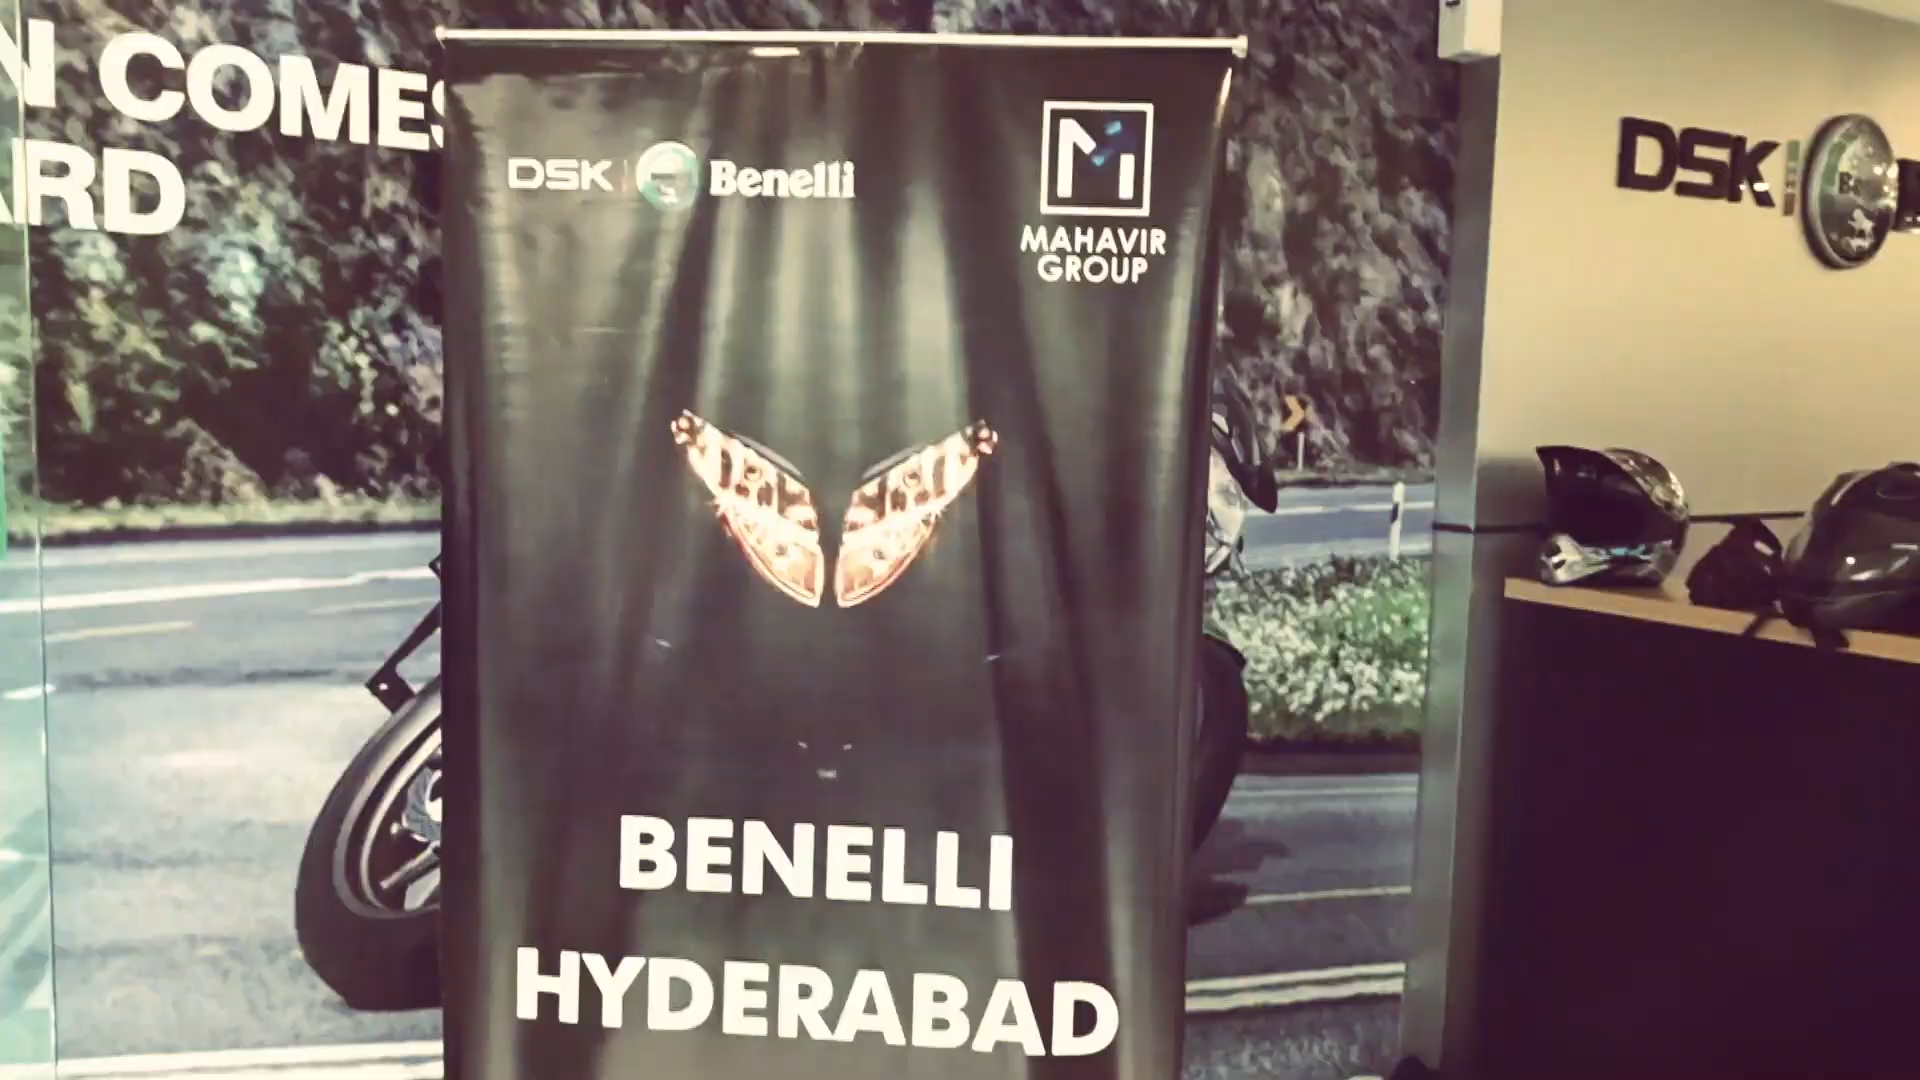 COMES
RD
DSK Benelli
MAHAVIR
GROUP
BENELLI
HYDERABAD
DSK